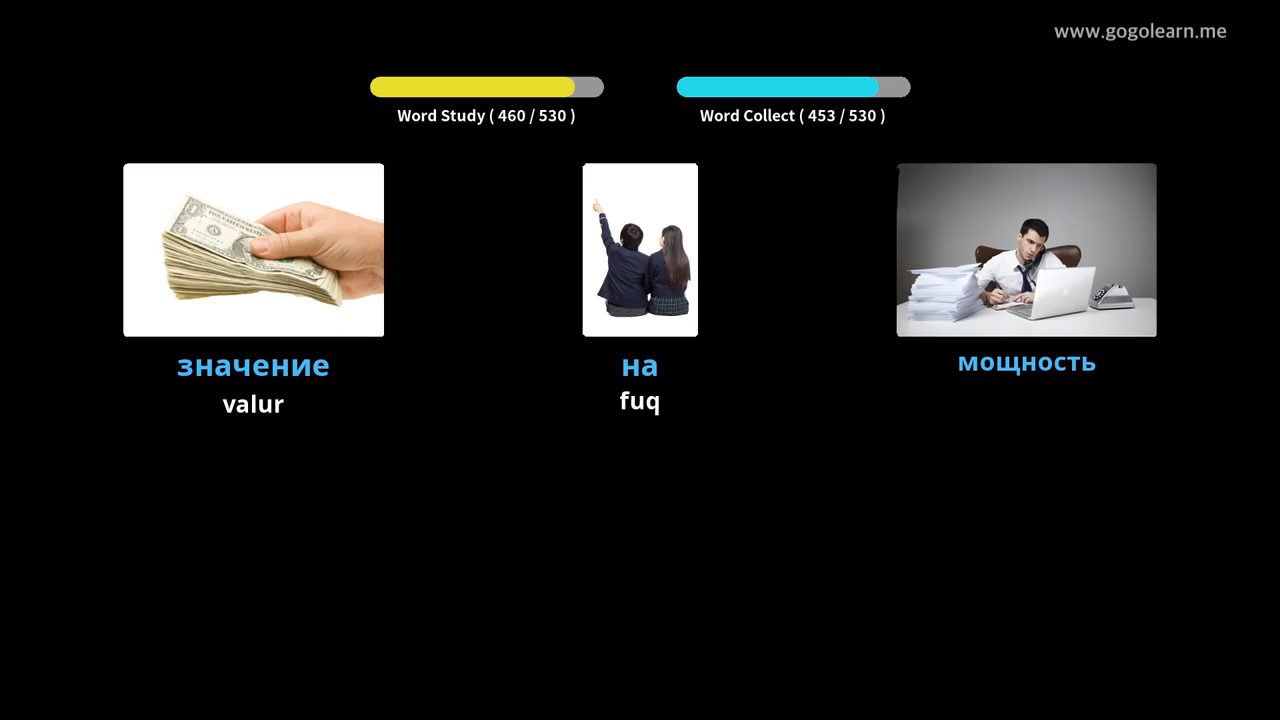 www.gogolearn.me
Word Study ( 460 / 530 )
Word Collect ( 453 / 530 )
значение
на
мощность
valur
fuq